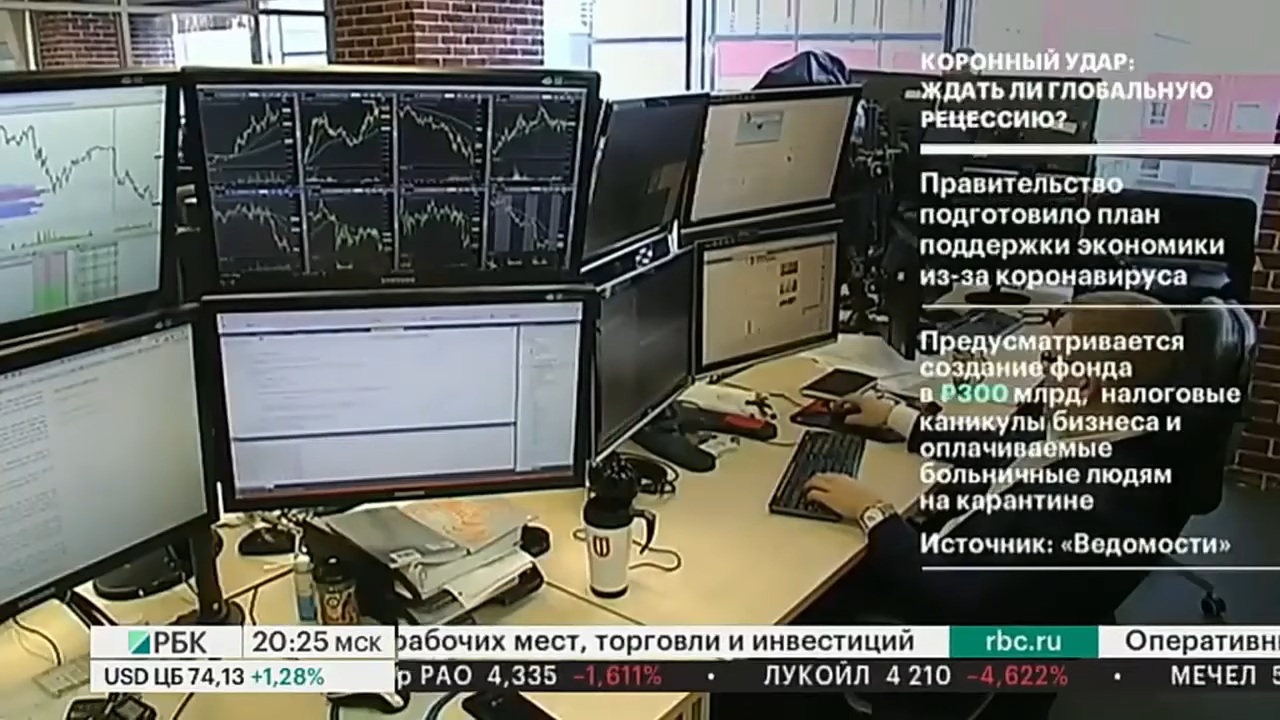 КОРОННЫЙ УДАР:
ЖДАТЬ ЛИ ГЛОБАЛЬНУЮ
РЕЦЕССИЮ?
Правительство
подготовило план
поддержки экономики
из-за коронавируса
Предусматривается
создание фонда
в ₽300 млрд, налоговые
каникулы бизнеса и
оплачиваемые
больничные людям
на карантине
Источник: «Ведомости»
РБК 20:25 МСК рабочих мест, торговли и инвестиций rbc.ru Оперативн
USD ЦБ 74,13 +1,28% р РАО 4,335 -1,611% • ЛУКОЙЛ 4 210 -4,622% • МЕЧЕЛ 5